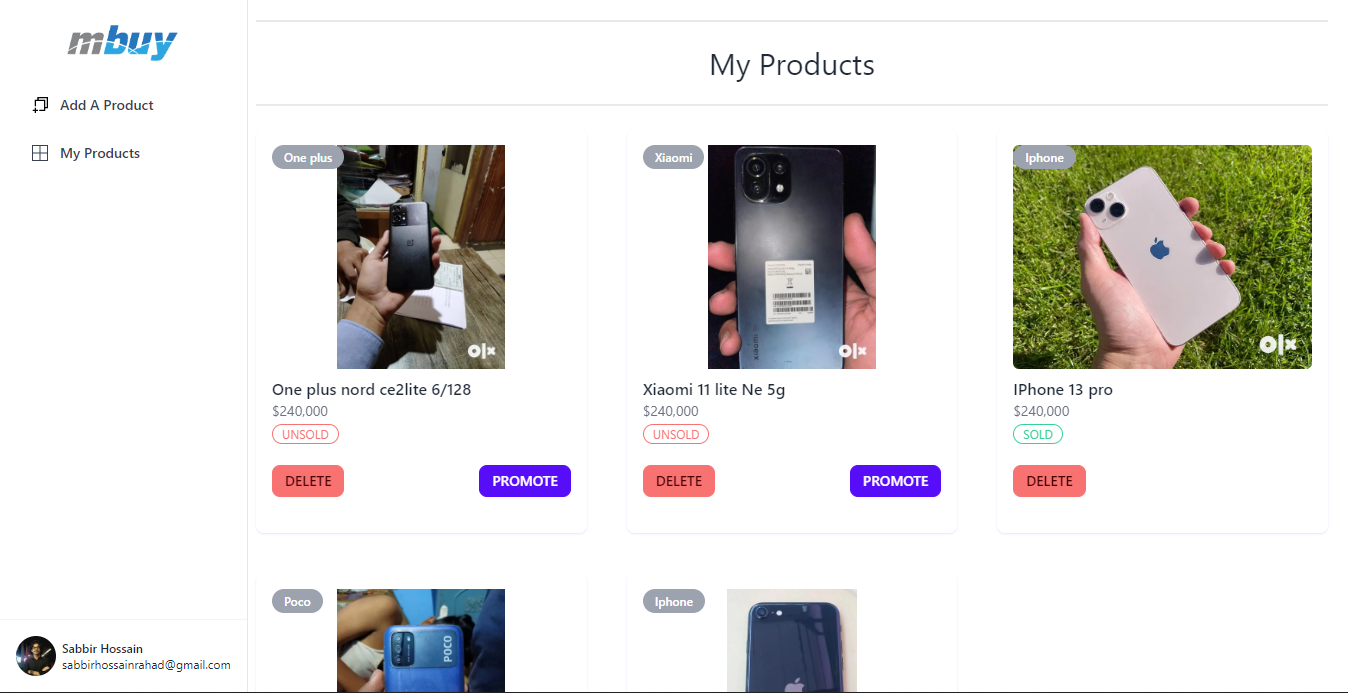 mbuy
Add A Product
My Products
My Products
One plus
olx
One plus nord ce2lite 6/128
$240,000
UNSOLD
DELETE
PROMOTE
Xiaomi
xiaomi
olx
Xiaomi 11 lite Ne 5g
$240,000
UNSOLD
DELETE
PROMOTE
Iphone
olx
IPhone 13 pro
$240,000
SOLD
DELETE
Poco
POCO
Iphone
Sabbir Hossain
sabbirhossainrahad@gmail.com